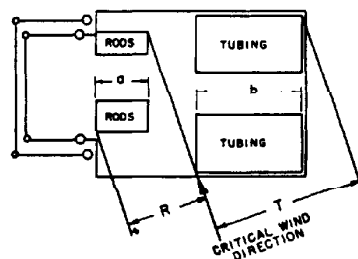 RODS
TUBING
a
b
RODS
TUBING
R
T
CRITICAL WIND
DIRECTION